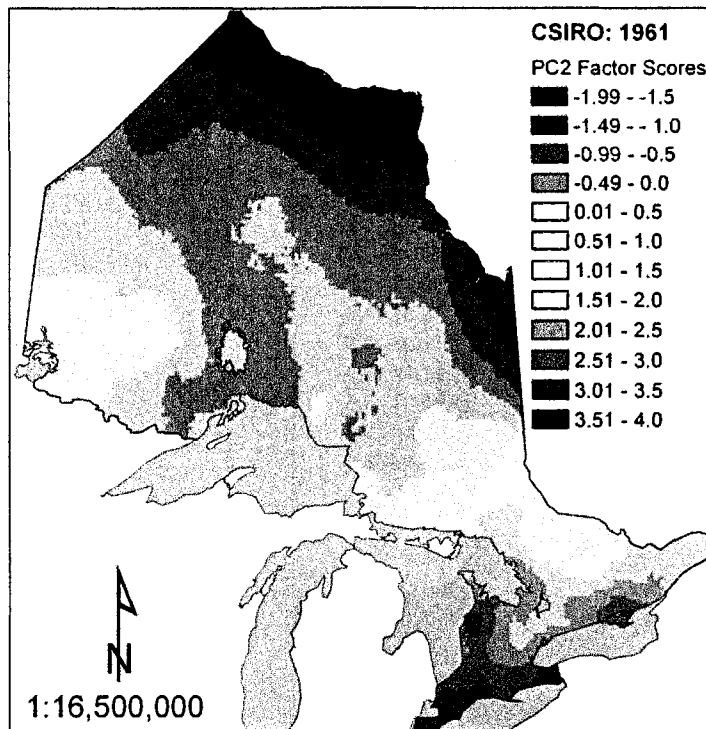 CSIRO: 1961
PC2 Factor Scores
-1.99 - -1.5
-1.49 - -1.0
-0.99 - -0.5
-0.49 - 0.0
0.01 - 0.5
0.51 - 1.0
1.01 - 1.5
1.51 - 2.0
2.01 - 2.5
2.51 - 3.0
3.01 - 3.5
3.51 - 4.0
N
1:16,500,000